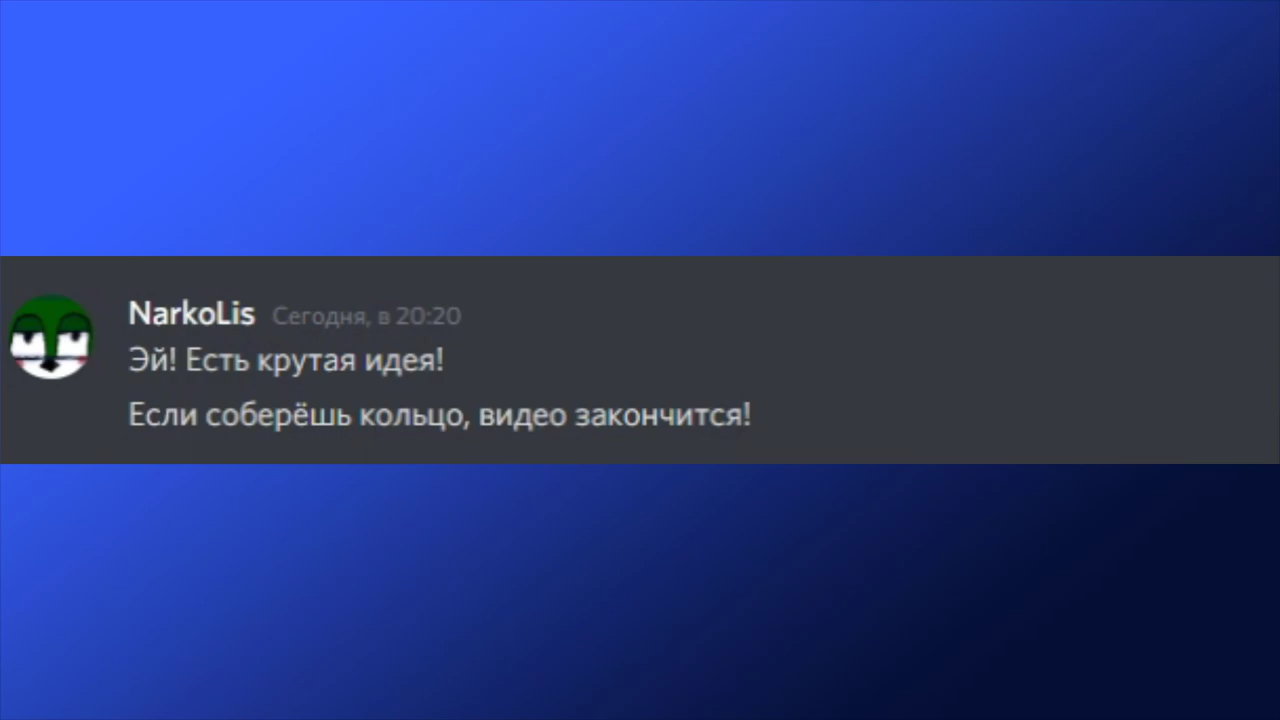 NarkoLis Сегодня, в 20:20
Эй! Есть крутая идея!
Если соберёшь кольцо, видео закончится!